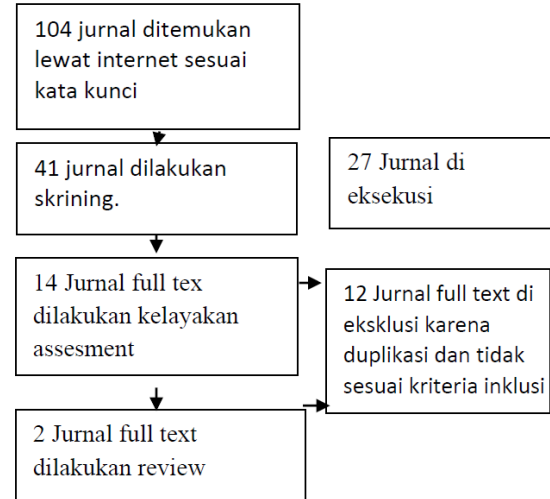 104 jurnal ditemukan
lewat internet sesuai
kata kunci
41 jurnal dilakukan
skrining.
27 Jurnal di
eksekusi
14 Jurnal full tex
dilakukan kelayakan
assesment
12 Jurnal full text di
eksklusi karena
duplikasi dan tidak
sesuai kriteria inklusi
2 Jurnal full text
dilakukan review